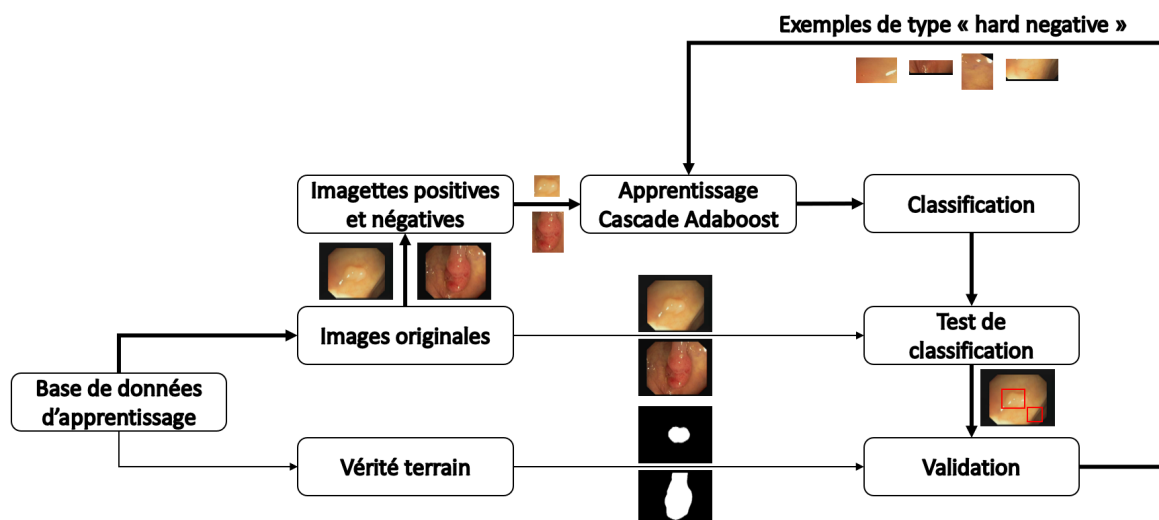 Exemples de type « hard negative »
Imagettes positives
et négatives
Apprentissage
Cascade Adaboost
Classification
Images originales
Test de
classification
Base de données
d'apprentissage
Vérité terrain
Validation